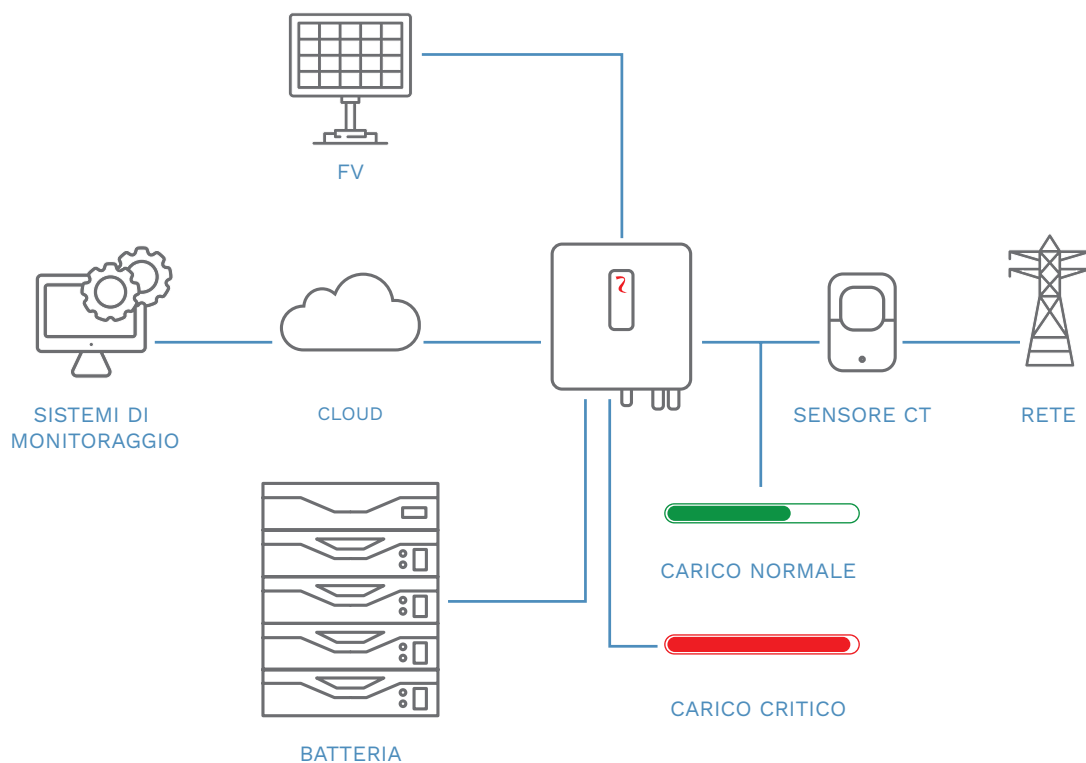 FV
SISTEMI DI
MONITORAGGIO
CLOUD
SENSORE CT
RETE
CARICO NORMALE
CARICO CRITICO
BATTERIA